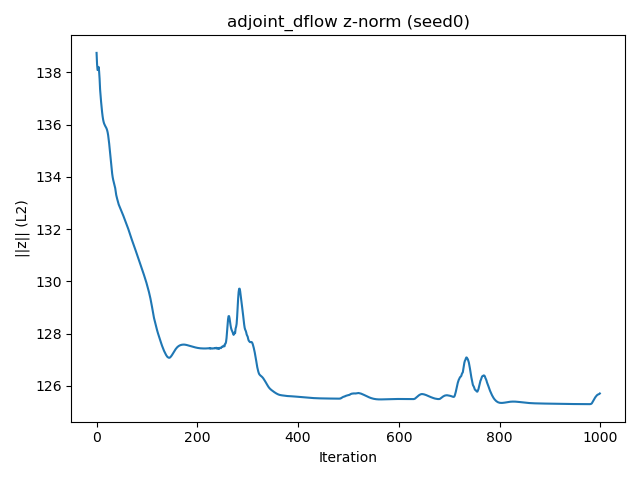 adjoint_dflow z-norm (seed0)
||z|| (L2)
138
136
134
132
130
128
126
0 200 400 600 800 1000
Iteration